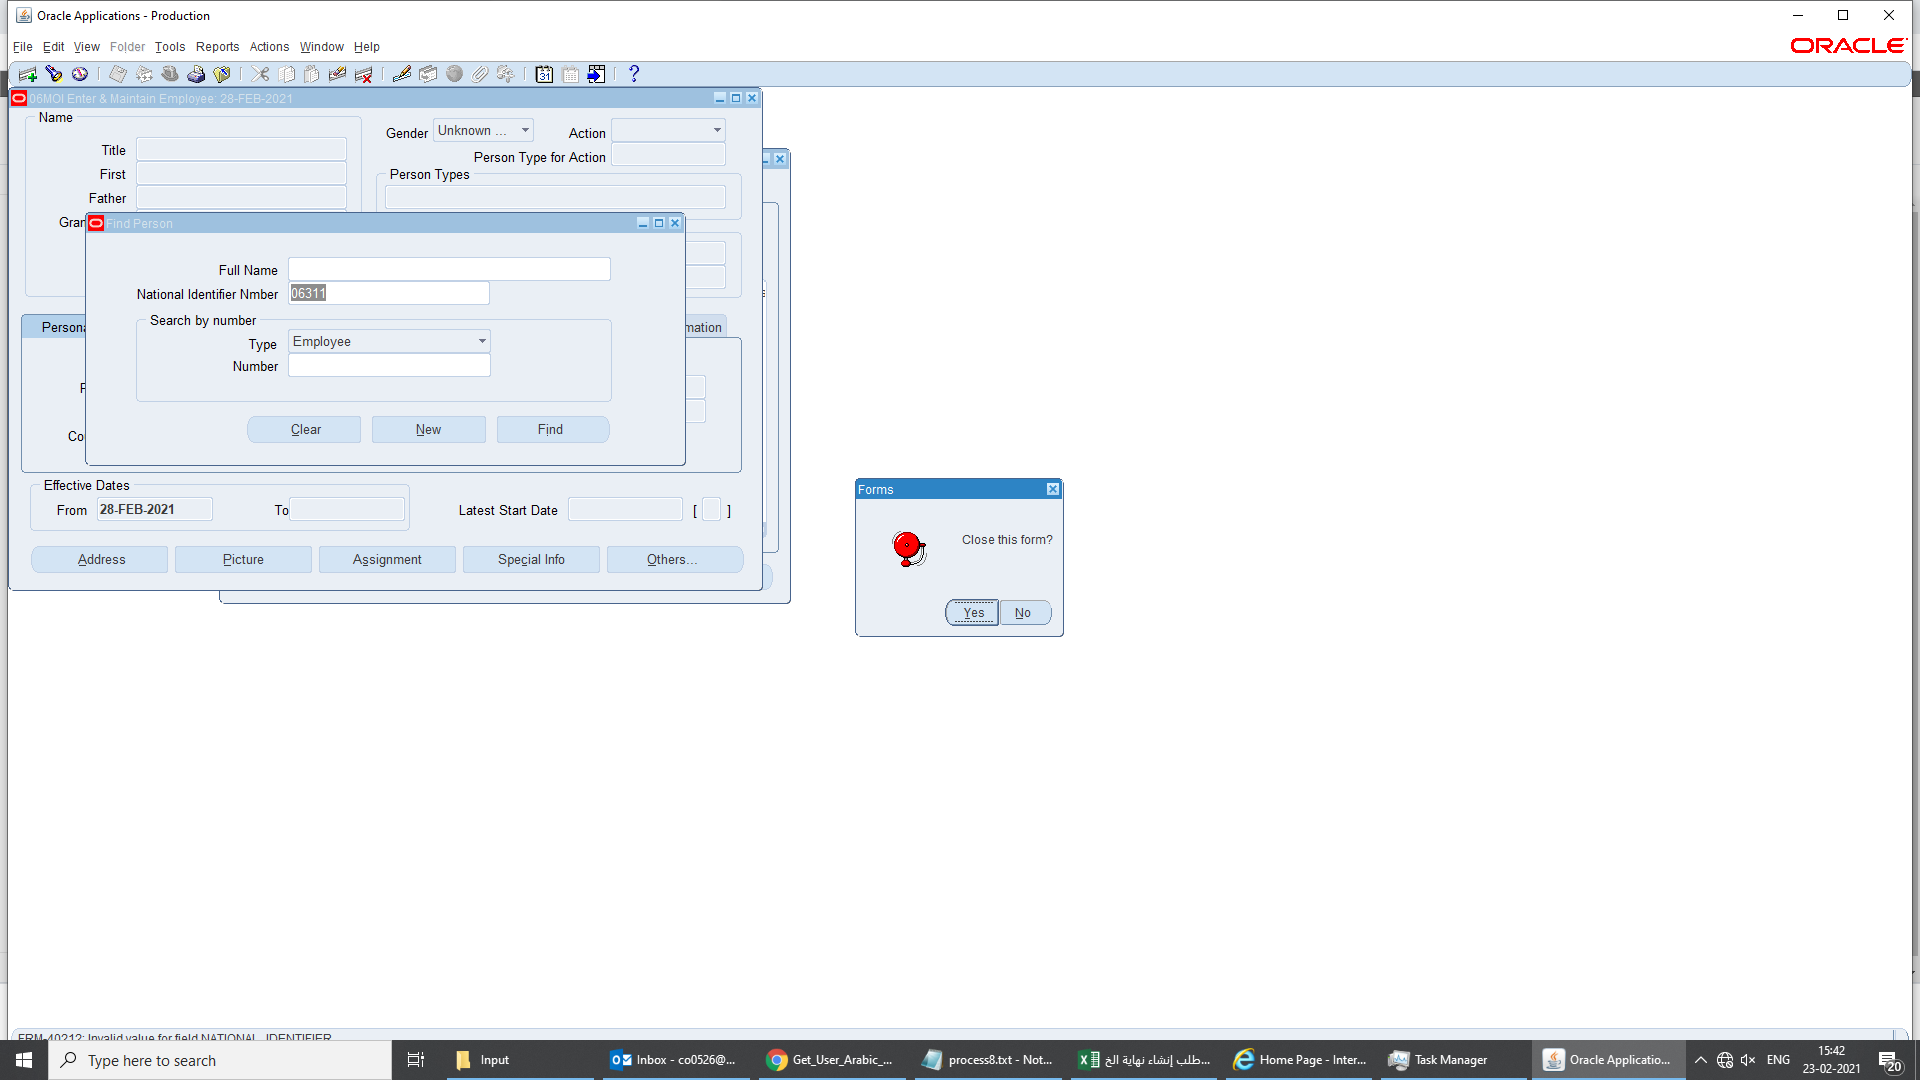 Oracle Applications - Production
File Edit View Folder Tools Reports Actions Window Help
ORACLE
06MOI Enter & Maintain Employee: 28-FEB-2021
Name
Title
First
Father
Gran
Gender Unknown ... Action
Person Type for Action
Person Types
Find Person
Full Name
National Identifier Nmber 06311
Search by number
Type Employee
Number
Clear New Find
Persona
mation
Co
Effective Dates
From 28-FEB-2021 To
Latest Start Date [ ]
Address Picture Assignment Special Info Others...
Forms
Close this form?
Yes No
FRM-40212: Invalid value for field NATIONAL_IDENTIFIER
Type here to search
Input
Inbox - co0526@...
Get_User_Arabic_...
process8.txt - Not...
طلب إنشاء نهاية الخ...
Home Page - Inter...
Task Manager
Oracle Applicatio...
ENG
15:42
23-02-2021
20